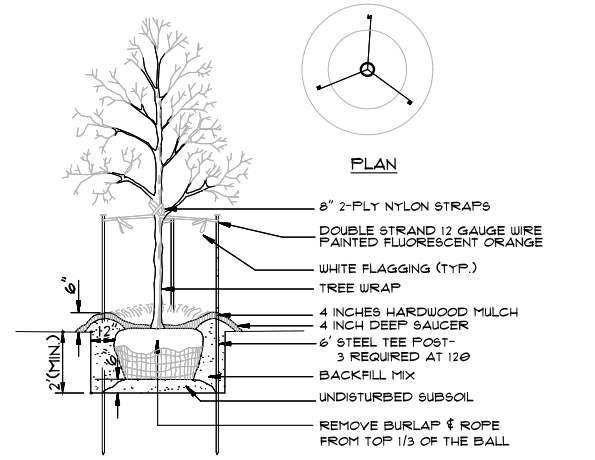 PLAN
8" 2-PLY NYLON STRAPS
DOUBLE STRAND 12 GAUGE WIRE
PAINTED FLUORESCENT ORANGE
WHITE FLAGGING (TYP.)
TREE WRAP
4 INCHES HARDWOOD MULCH
4 INCH DEEP SAUCER
6' STEEL TEE POST-
3 REQUIRED AT 120
BACKFILL MIX
UNDISTURBED SUBSOIL
REMOVE BURLAP & ROPE
FROM TOP 1/3 OF THE BALL
6"
12"
2'(MIN.)
6"